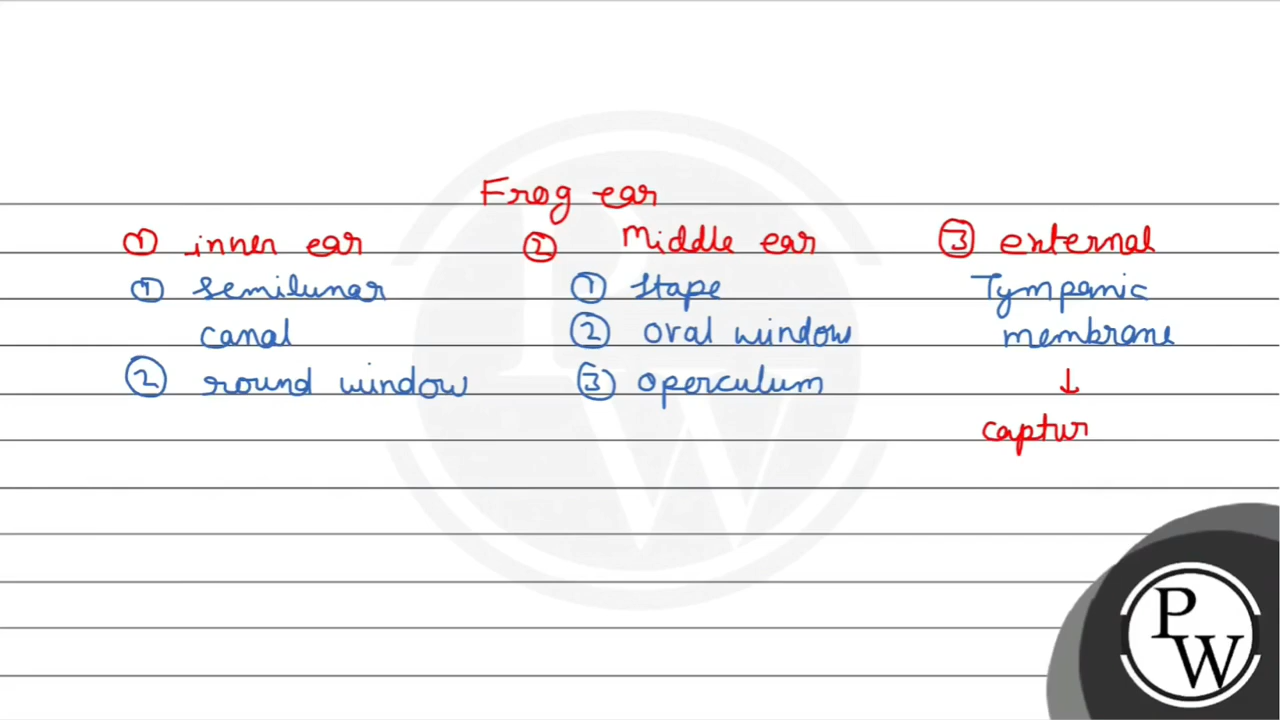 Frog ear
① inner ear
② Middle ear
③ external
① semilunar
canal
② round window
① stape
② oval window
③ operculum
Tympanic
membrane
↓
captur
P
W
PW